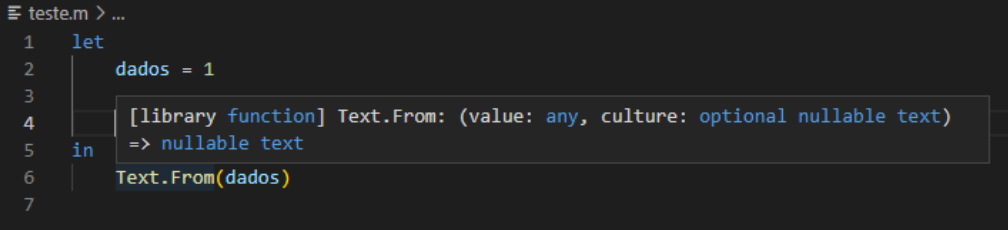 teste.m > ...
1 let
2 dados = 1
3
4
[library function] Text.From: (value: any, culture: optional nullable text)
=> nullable text
5 in
6 Text.From(dados)
7